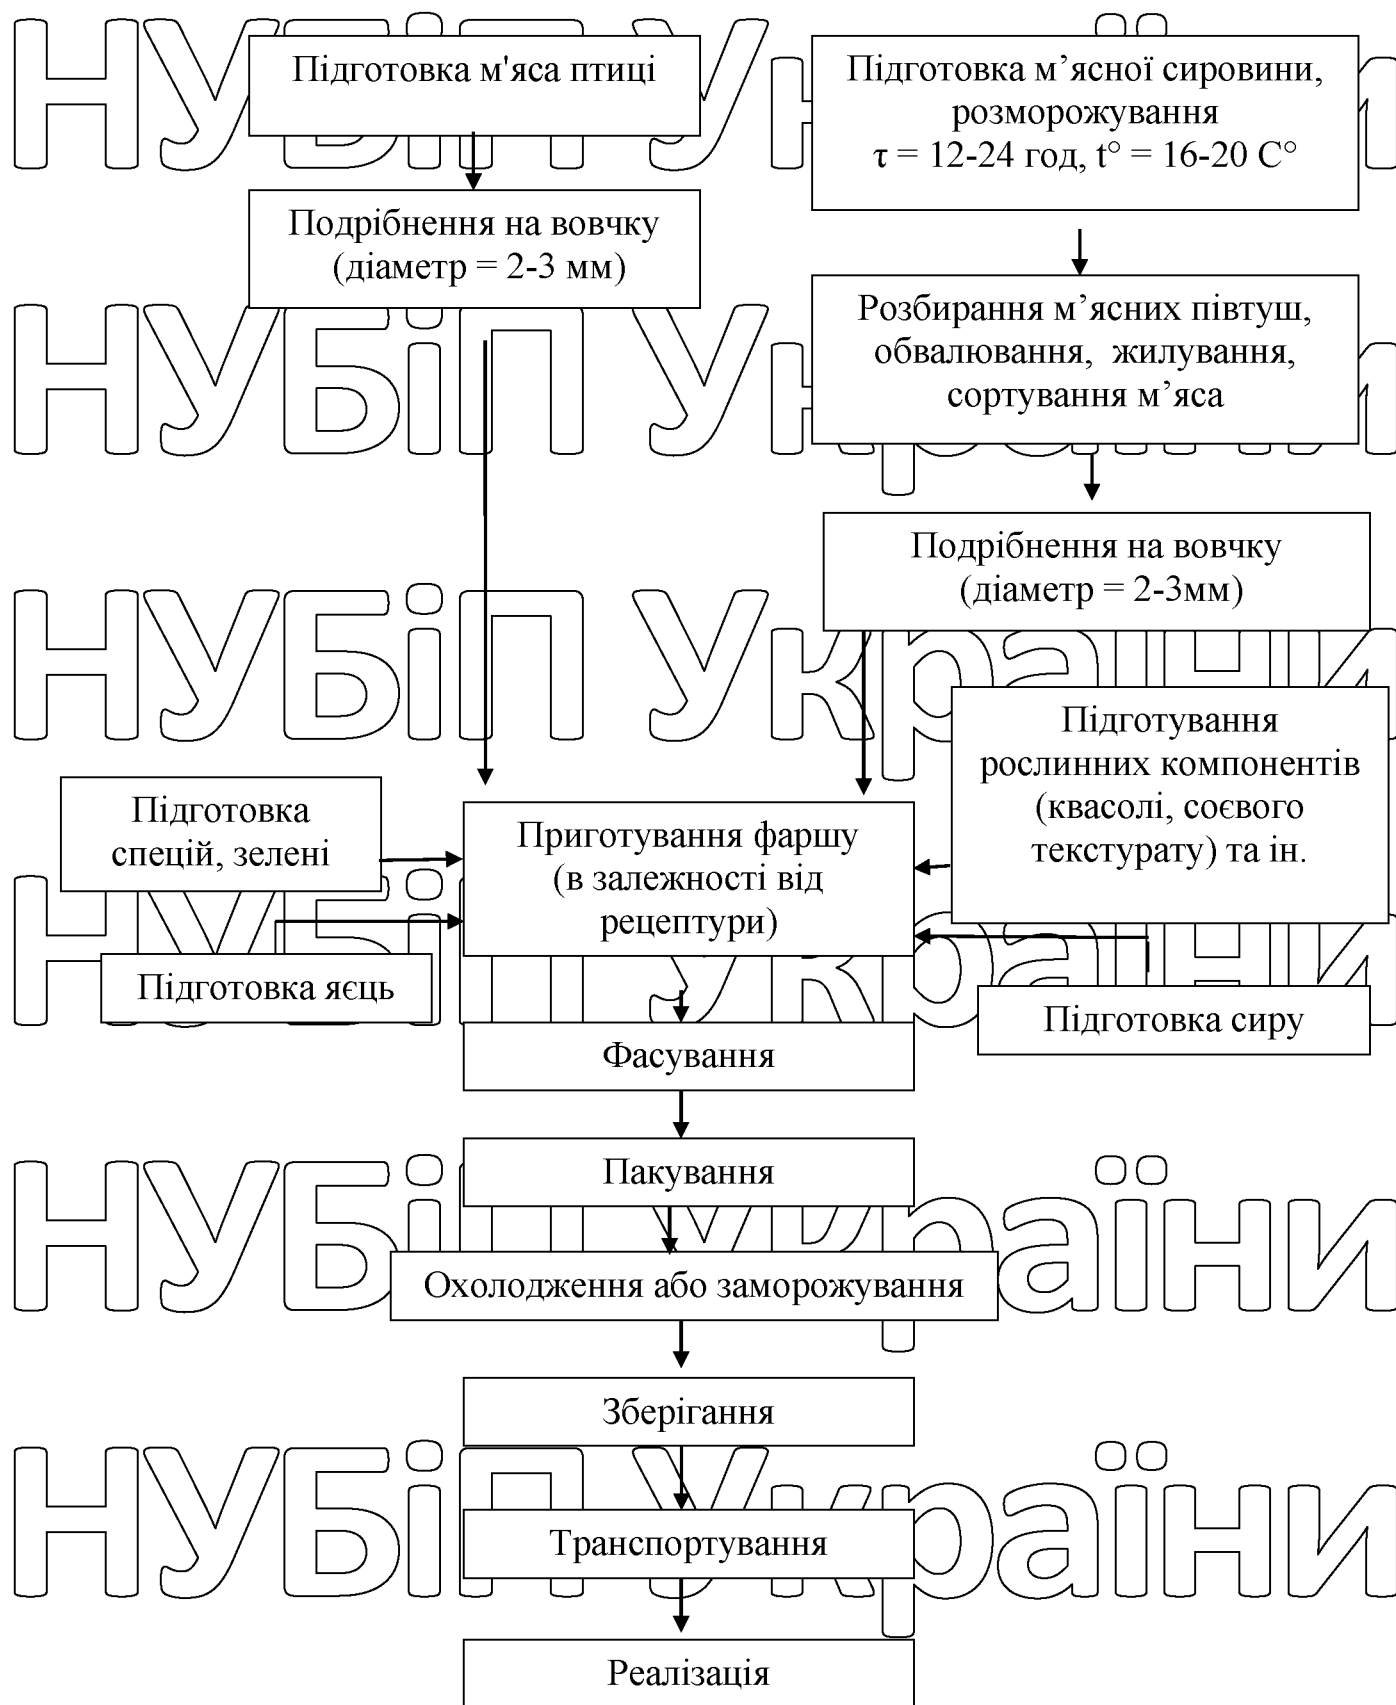 НУБіП України
Підготовка м'яса птиці
Підготовка м’ясної сировини,
розморожування
τ = 12-24 год, t° = 16-20 С°
Подрібнення на вовчку
(діаметр = 2-3 мм)
НУБіП України
Розбирання м’ясних півтуш,
обвалювання, жилування,
сортування м’яса
Подрібнення на вовчку
(діаметр = 2-3мм)
НУБіП України
Підготування
рослинних компонентів
(квасолі, соєвого
текстурату) та ін.
Підготовка
спецій, зелені
Приготування фаршу
(в залежності від
рецептури)
НУБіП України
Підготовка яєць
Підготовка сиру
Фасування
Пакування
НУБіП України
Охолодження або заморожування
Зберігання
НУБіП України
Транспортування
Реалізація